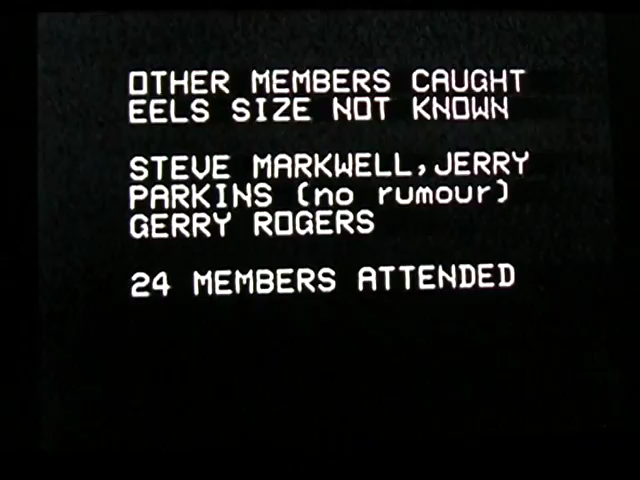 OTHER MEMBERS CAUGHT
EELS SIZE NOT KNOWN
STEVE MARKWELL,JERRY
PARKINS (no rumour)
GERRY ROGERS
24 MEMBERS ATTENDED